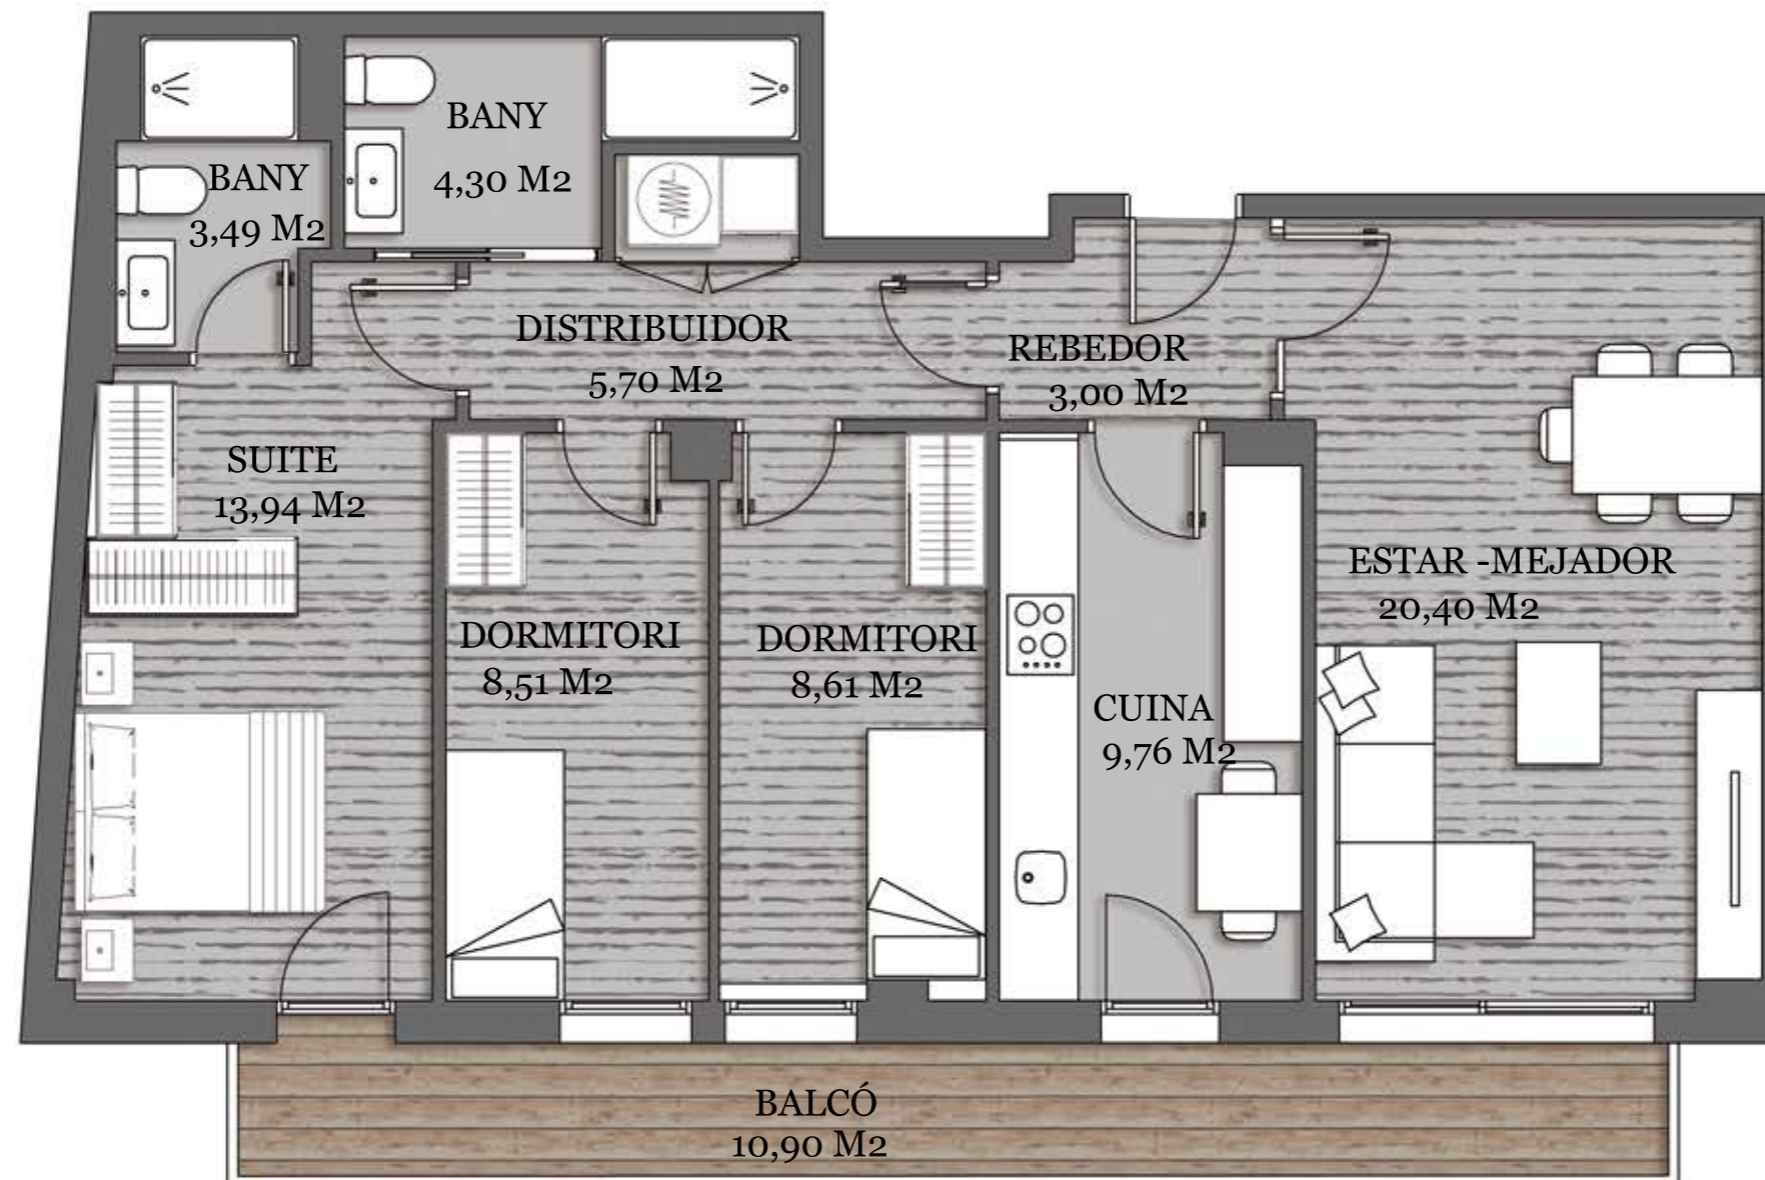 BANY
4,30 M2
BANY
3,49 M2
DISTRIBUIDOR
5,70 M2
REBEDOR
3,00 M2
SUITE
13,94 M2
DORMITORI
8,51 M2
DORMITORI
8,61 M2
CUINA
9,76 M2
ESTAR -MEJADOR
20,40 M2
BALCÓ
10,90 M2